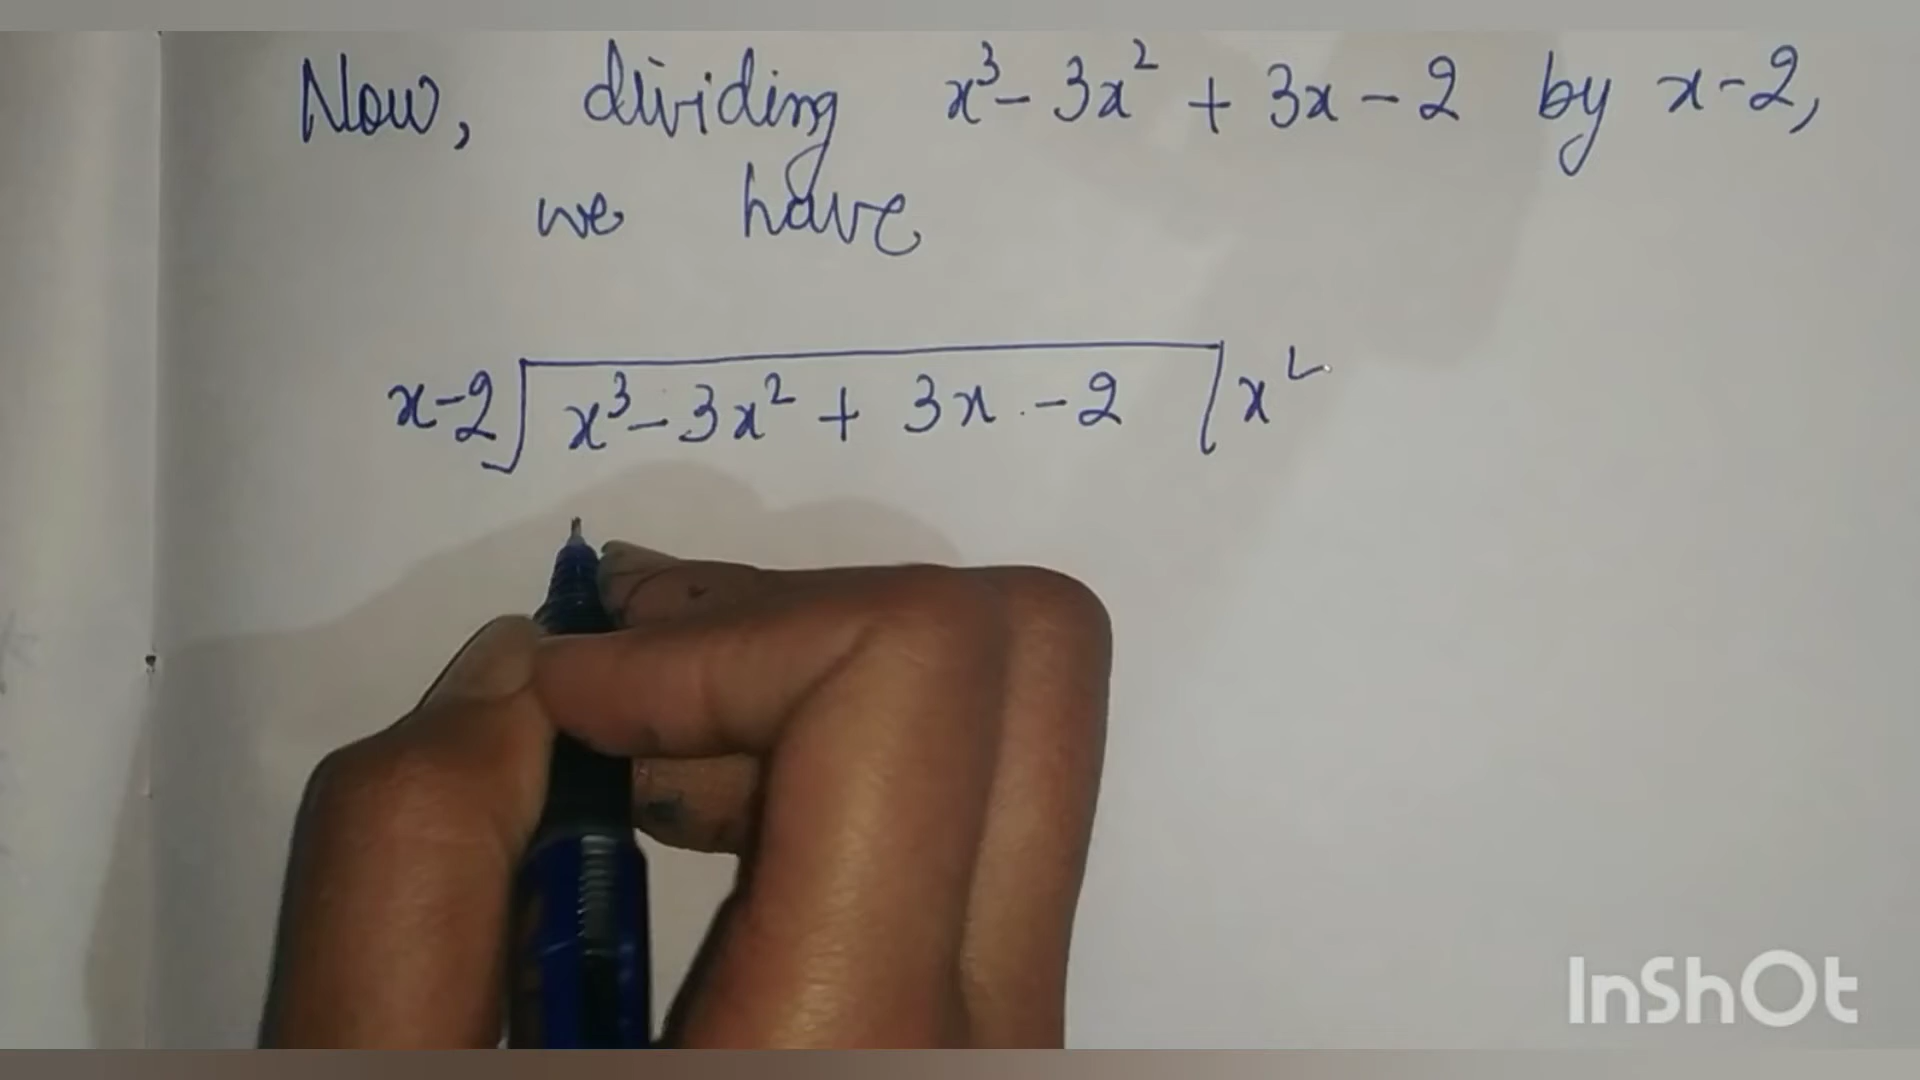 Now, dividing x³ - 3x² + 3x - 2 by x-2,
we have
x-2 x³ - 3x² + 3x - 2 x²
InShOt